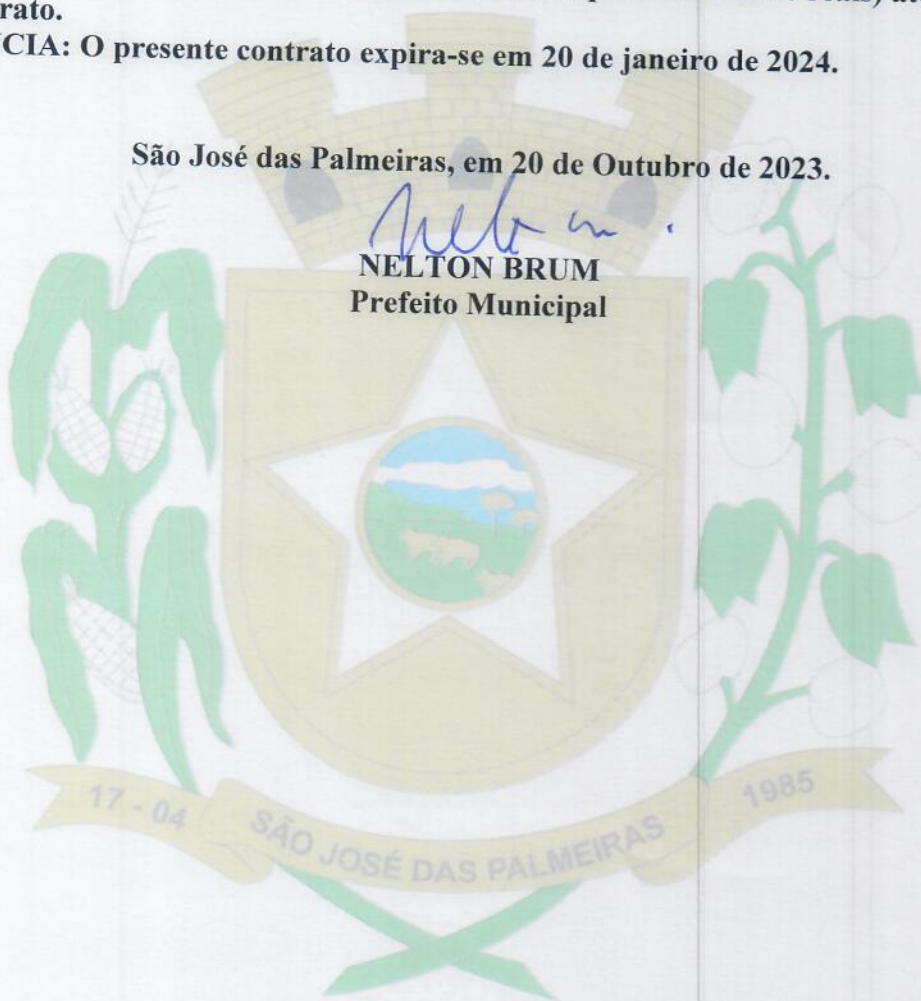 rato.
CIA: O presente contrato expira-se em 20 de janeiro de 2024.
São José das Palmeiras, em 20 de Outubro de 2023.
NELTON BRUM
Prefeito Municipal
17 - 04
SÃO JOSÉ DAS PALMEIRAS
1985